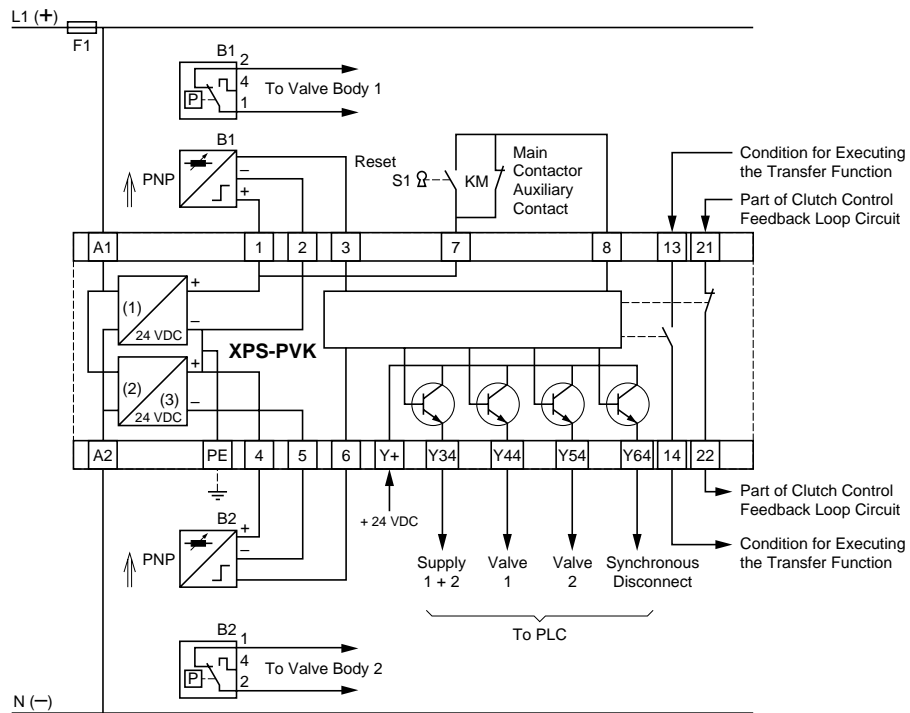 L1 (+)
F1
B1
2
4
1
P
To Valve Body 1
B1
PNP
–
+
Reset
S1
KM
Main
Contactor
Auxiliary
Contact
Condition for Executing
the Transfer Function
Part of Clutch Control
Feedback Loop Circuit
A1
1
2
3
7
8
13
21
(1)
+
–
24 VDC
XPS-PVK
(2)
(3)
+
–
24 VDC
A2
PE
4
5
6
Y+
Y34
Y44
Y54
Y64
14
22
+ 24 VDC
B2
+
–
PNP
Supply
1 + 2
Valve
1
Valve
2
Synchronous
Disconnect
To PLC
Part of Clutch Control
Feedback Loop Circuit
Condition for Executing
the Transfer Function
B2
1
4
2
P
To Valve Body 2
N (–)